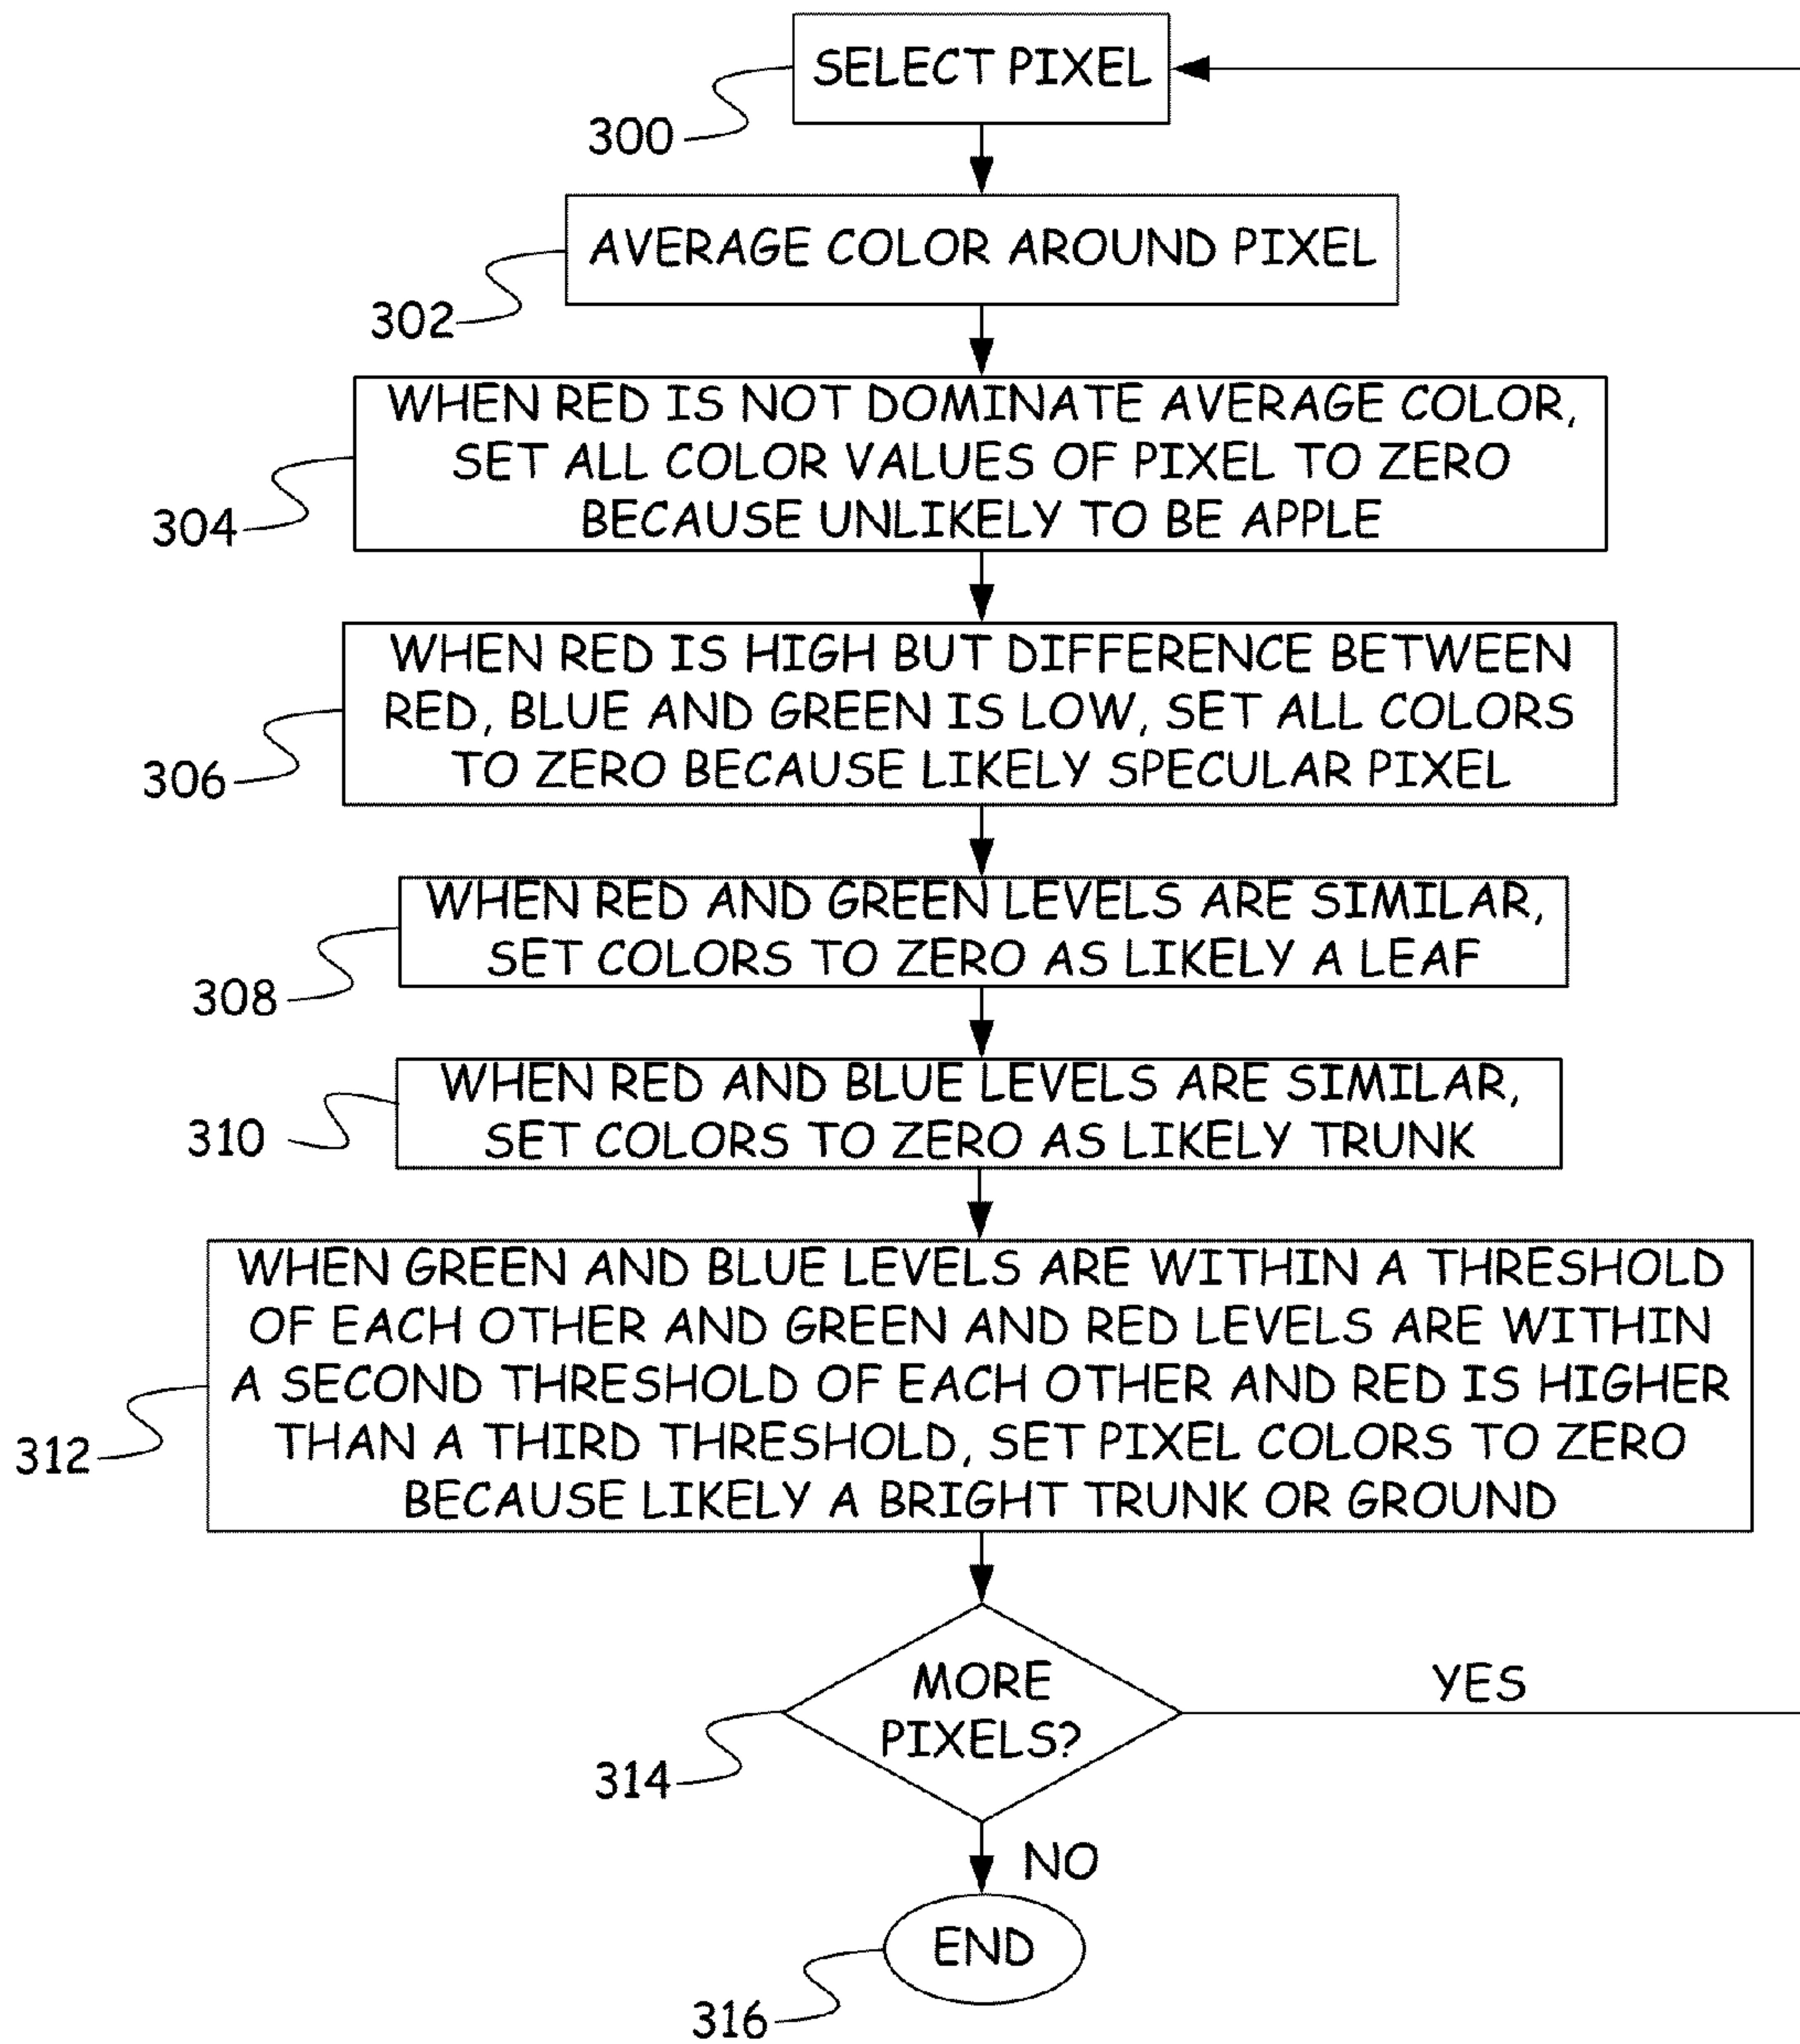 SELECT PIXEL
300
AVERAGE COLOR AROUND PIXEL
302
WHEN RED IS NOT DOMINATE AVERAGE COLOR,
SET ALL COLOR VALUES OF PIXEL TO ZERO
BECAUSE UNLIKELY TO BE APPLE
304
WHEN RED IS HIGH BUT DIFFERENCE BETWEEN
RED, BLUE AND GREEN IS LOW, SET ALL COLORS
TO ZERO BECAUSE LIKELY SPECULAR PIXEL
306
WHEN RED AND GREEN LEVELS ARE SIMILAR,
SET COLORS TO ZERO AS LIKELY A LEAF
308
WHEN RED AND BLUE LEVELS ARE SIMILAR,
SET COLORS TO ZERO AS LIKELY TRUNK
310
WHEN GREEN AND BLUE LEVELS ARE WITHIN A THRESHOLD
OF EACH OTHER AND GREEN AND RED LEVELS ARE WITHIN
A SECOND THRESHOLD OF EACH OTHER AND RED IS HIGHER
THAN A THIRD THRESHOLD, SET PIXEL COLORS TO ZERO
BECAUSE LIKELY A BRIGHT TRUNK OR GROUND
312
MORE
PIXELS?
YES
314
NO
END
316